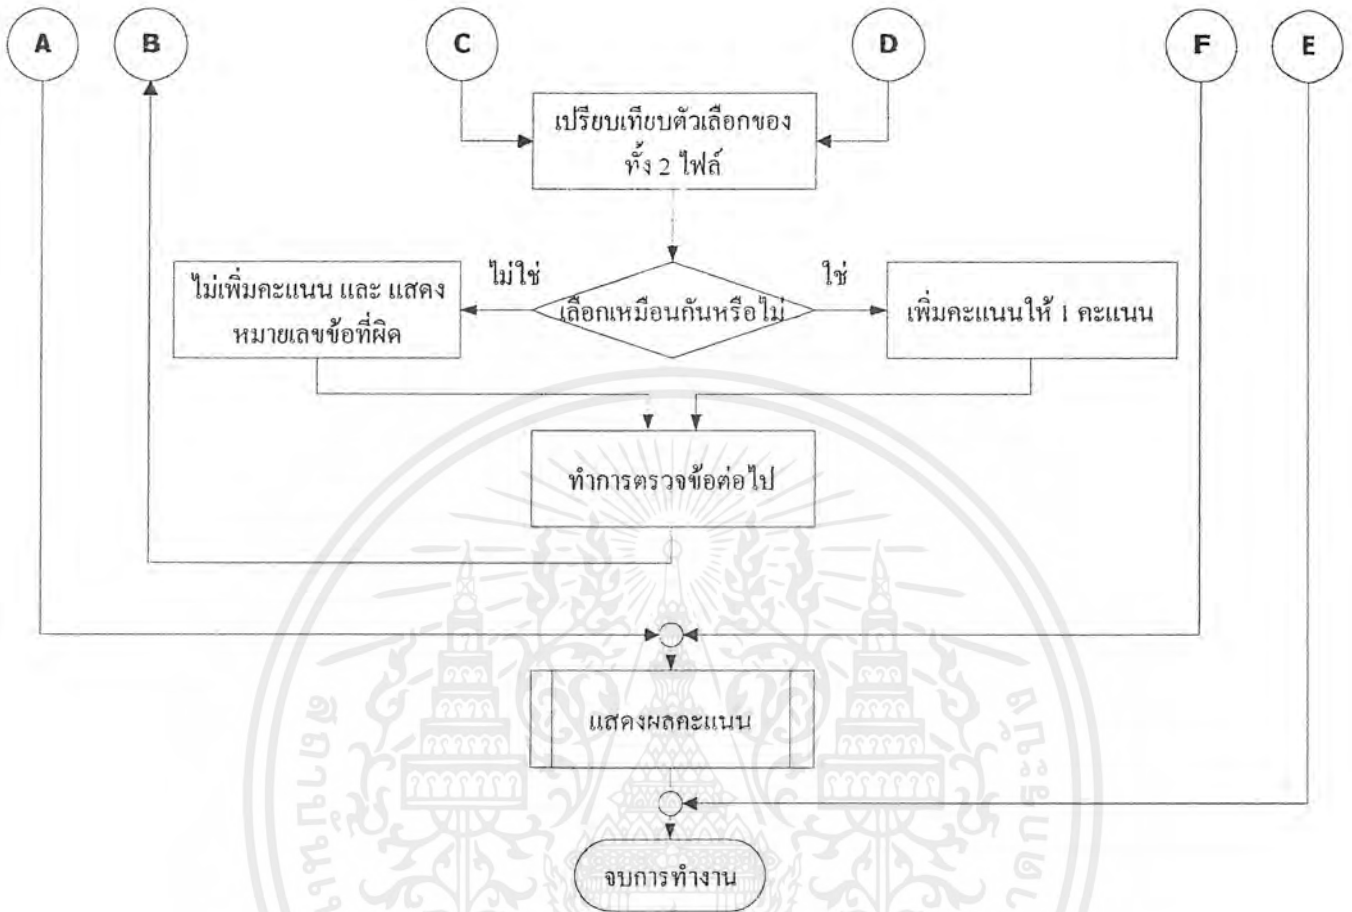 A B C D F E
เปรียบเทียบตัวเลือกของ
ทั้ง 2 ไฟล์
ไม่ใช่
ใช่
ไม่เพิ่มคะแนน และ แสดง
หมายเลขข้อที่ผิด
เลือกเหมือนกันหรือไม่
เพิ่มคะแนนให้ 1 คะแนน
ทำการตรวจข้อต่อไป
แสดงผลคะแนน
จบการทำงาน